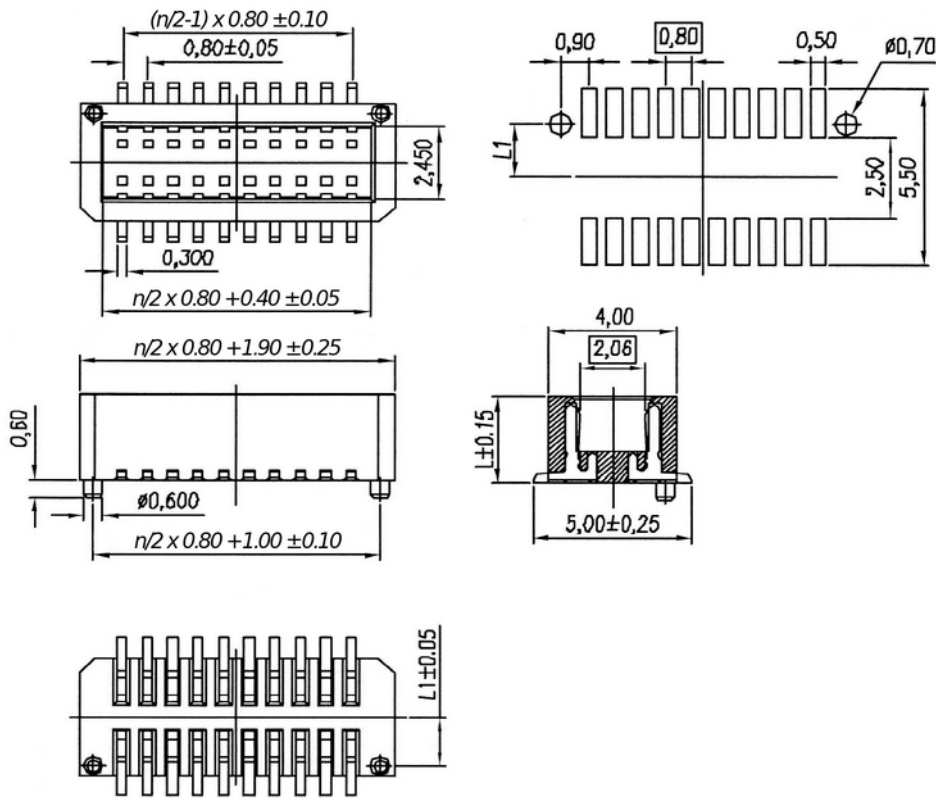 (n/2-1) x 0.80 ±0.10
0,80±0,05
2,450
0,300
n/2 x 0.80 +0.40 ±0.05
0,90
0,80
0,50
ø0,70
L1
2,50
5,50
n/2 x 0.80 +1.90 ±0.25
0,60
ø0,600
n/2 x 0.80 +1.00 ±0.10
4,00
2,06
L±0.15
5,00±0,25
L1±0.05